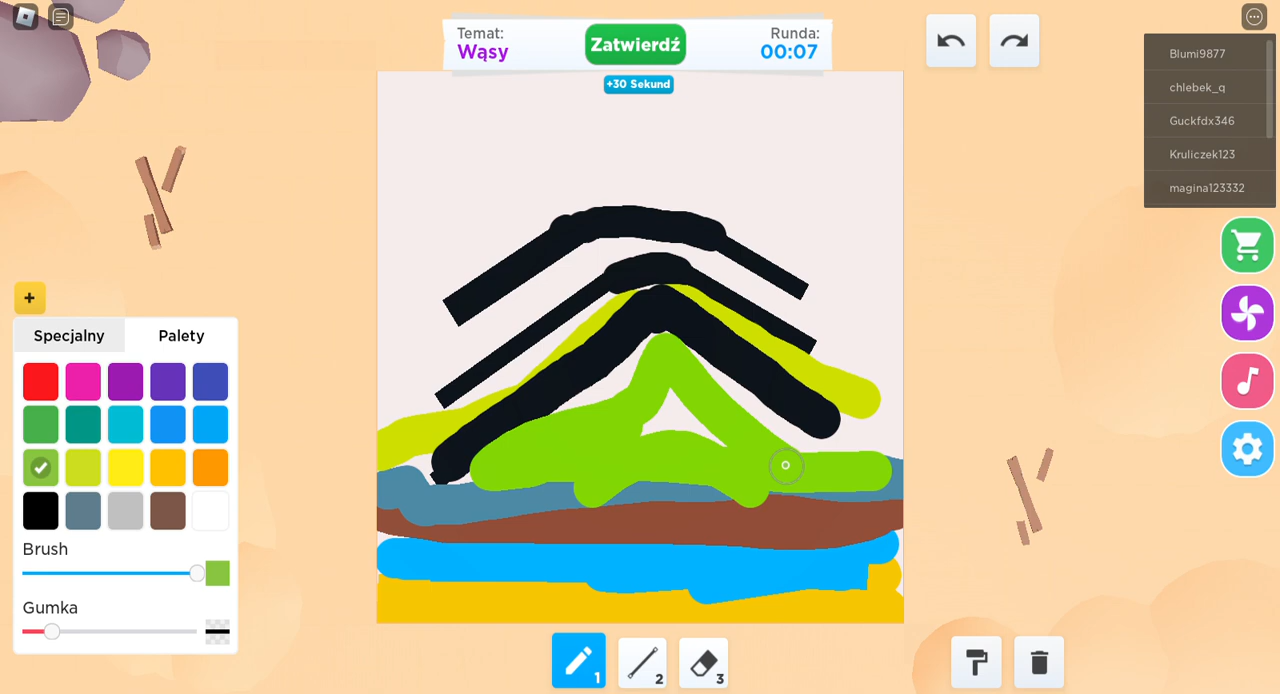 Temat:
Wąsy
Zatwierdź
Runda:
00:07
+30 Sekund
Blumi9877
chlebek_q
Guckfdx346
Kruliczek123
magina123332
+
Specjalny
Palety
Brush
Gumka
1
2
3